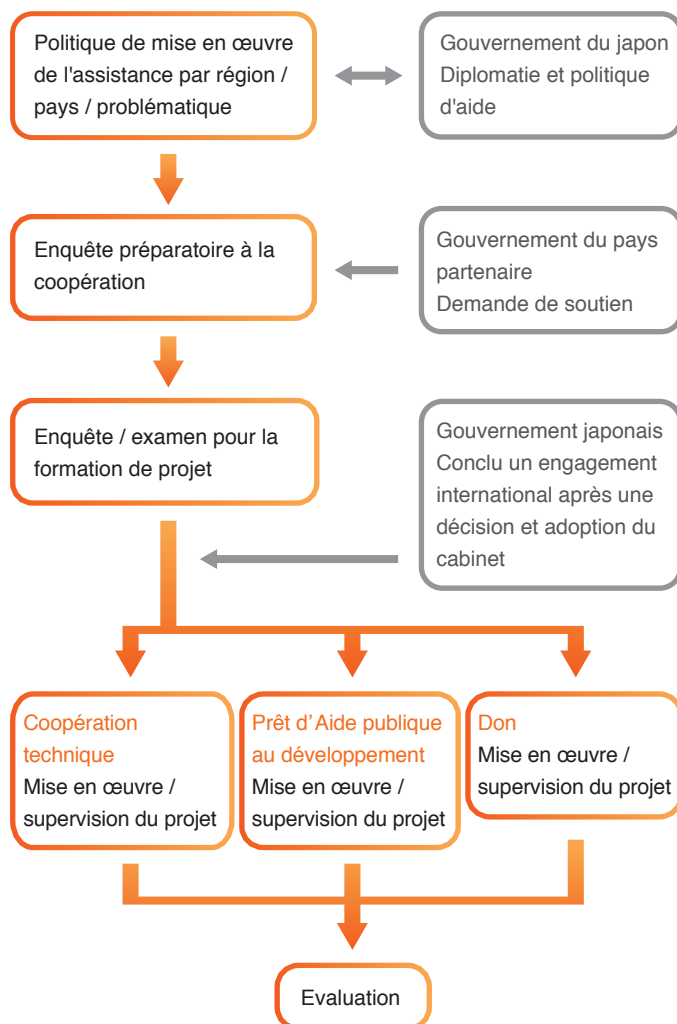 Politique de mise en œuvre
de l'assistance par région /
pays / problématique
Gouvernement du japon
Diplomatie et politique
d'aide
Enquête préparatoire à la
coopération
Gouvernement du pays
partenaire
Demande de soutien
Enquête / examen pour la
formation de projet
Gouvernement japonais
Conclu un engagement
international après une
décision et adoption du
cabinet
Coopération
technique
Mise en œuvre /
supervision du projet
Prêt d’Aide publique
au développement
Mise en œuvre /
supervision du projet
Don
Mise en œuvre /
supervision du projet
Evaluation